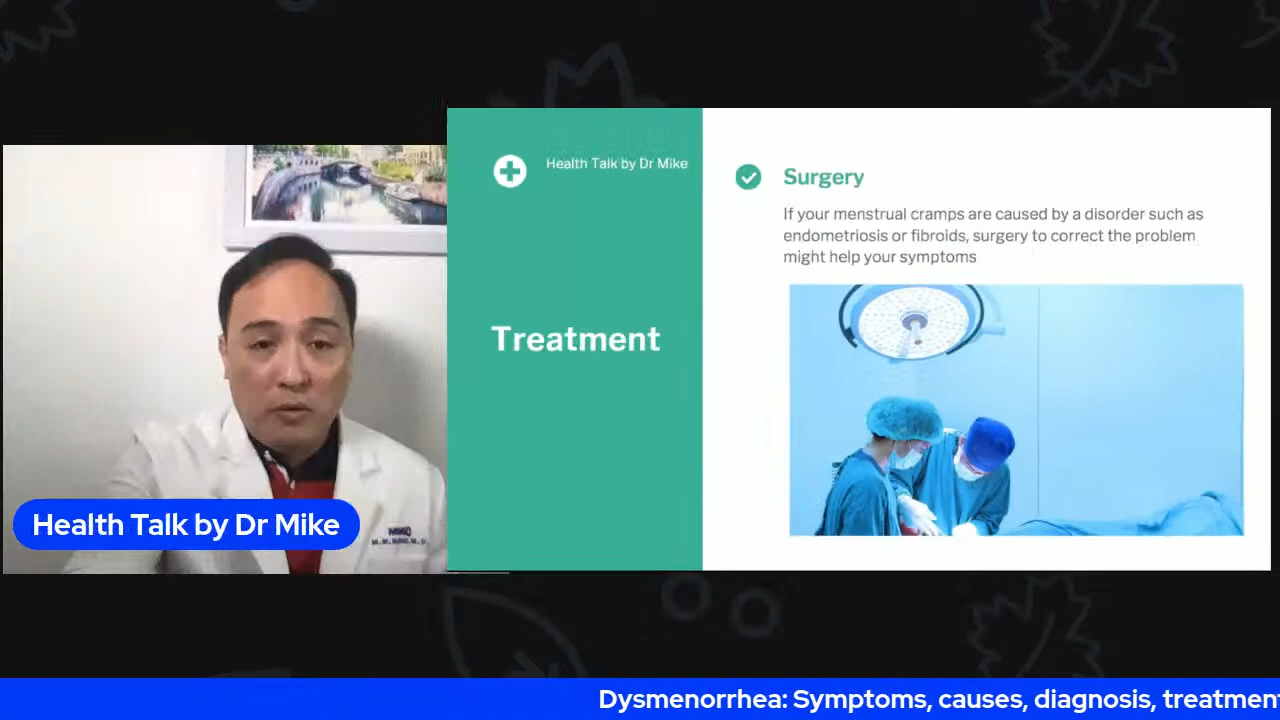 Health Talk by Dr Mike
Treatment
Surgery
If your menstrual cramps are caused by a disorder such as
endometriosis or fibroids, surgery to correct the problem
might help your symptoms
Health Talk by Dr Mike
Dysmenorrhea: Symptoms, causes, diagnosis, treatmen